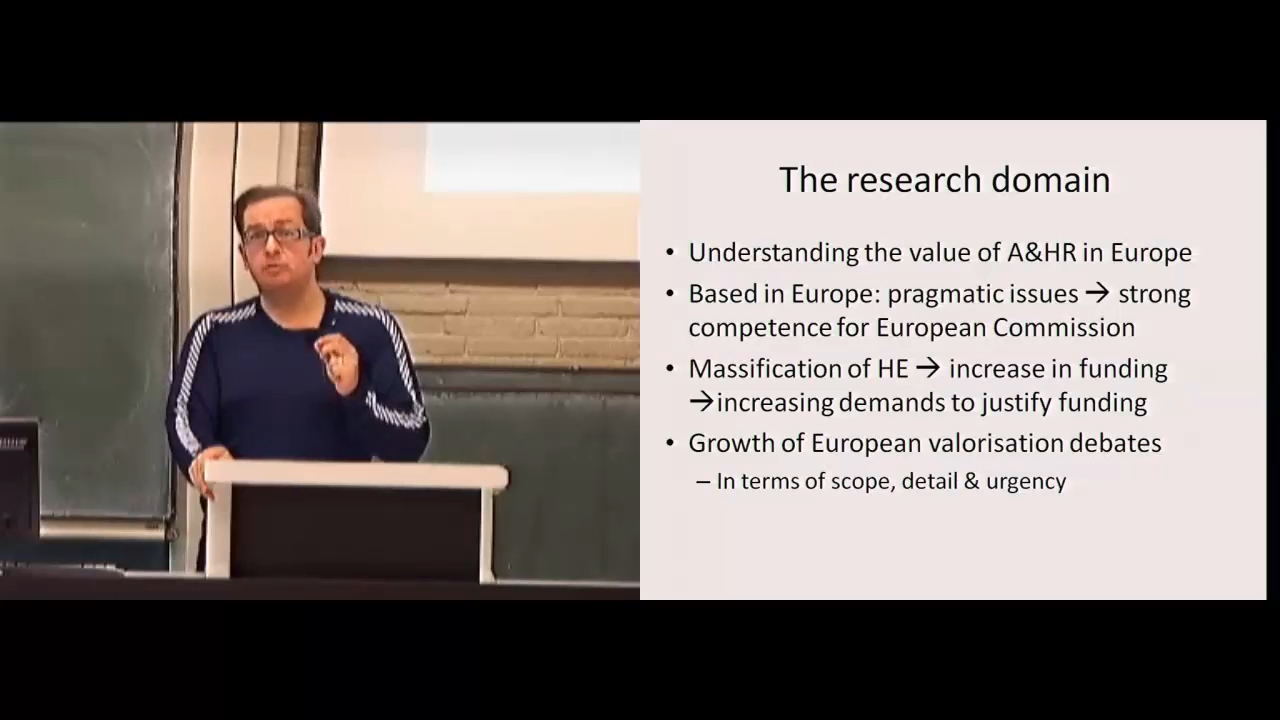 The research domain
• Understanding the value of A&HR in Europe
• Based in Europe: pragmatic issues → strong
competence for European Commission
• Massification of HE → increase in funding
→increasing demands to justify funding
• Growth of European valorisation debates
– In terms of scope, detail & urgency